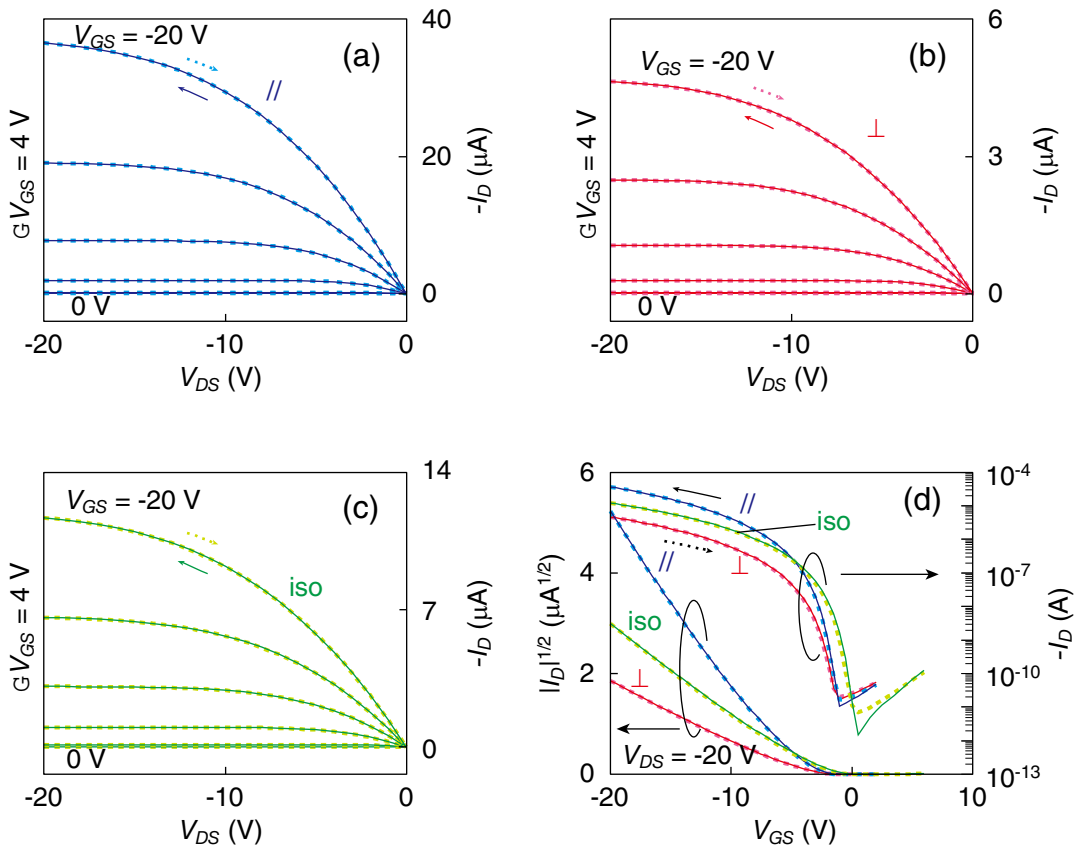 40
V_GS = -20 V
(a)
//
G V_GS = 4 V
20
-I_D (μA)
0 V
0
-20
-10
0
V_DS (V)
6
V_GS = -20 V
(b)
⊥
G V_GS = 4 V
3
-I_D (μA)
0 V
0
-20
-10
0
V_DS (V)
14
V_GS = -20 V
(c)
iso
G V_GS = 4 V
7
-I_D (μA)
0 V
0
-20
-10
0
V_DS (V)
6
10⁻⁴
//
(d)
iso
//
⊥
4
10⁻⁷
iso
|I_D|^1/2 (μA^1/2)
-I_D (A)
⊥
2
10⁻¹⁰
V_DS = -20 V
0
10⁻¹³
-20
-10
0
10
V_GS (V)